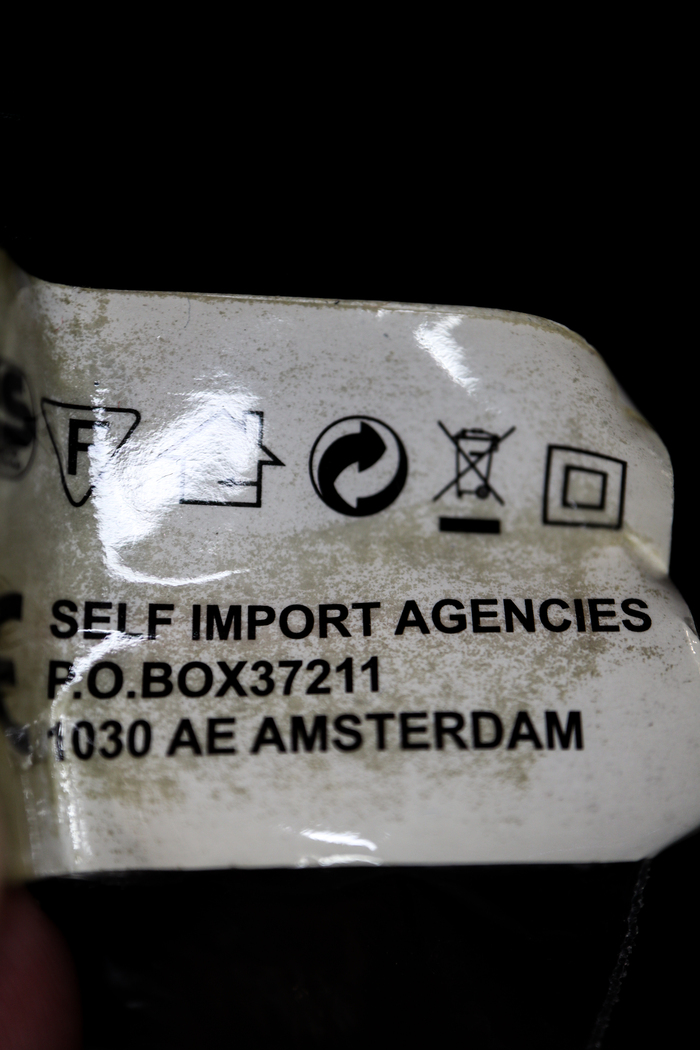 F
SELF IMPORT AGENCIES
P.O.BOX37211
1030 AE AMSTERDAM